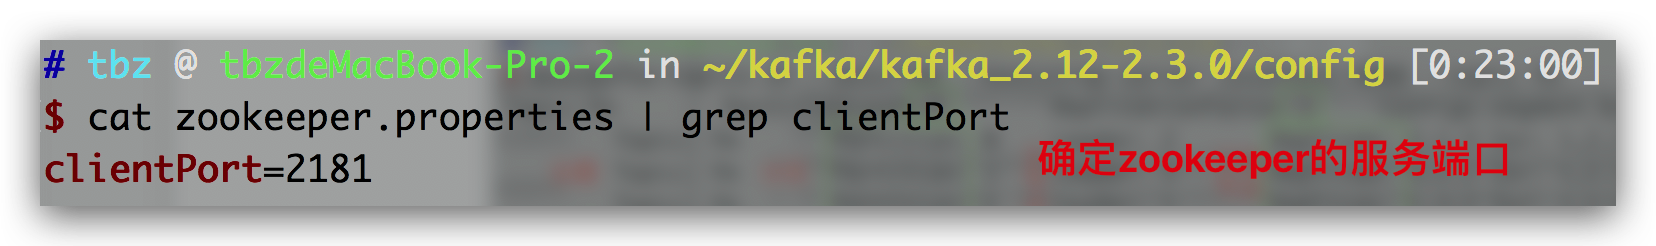 # tbz @ tbzdeMacBook-Pro-2 in ~/kafka/kafka_2.12-2.3.0/config [0:23:00]
$ cat zookeeper.properties | grep clientPort
clientPort=2181
确定zookeeper的服务端口